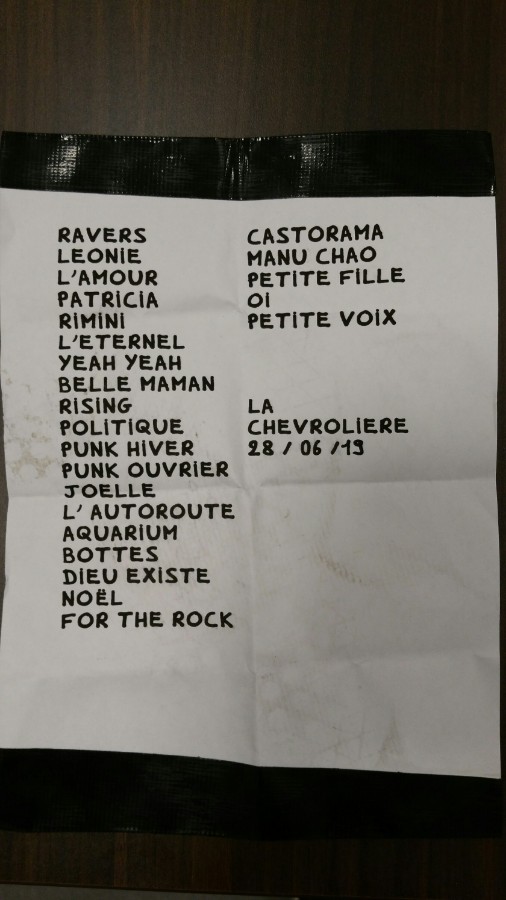 RAVERS
LEONIE
L'AMOUR
PATRICIA
RIMINI
L'ETERNEL
YEAH YEAH
BELLE MAMAN
RISING
POLITIQUE
PUNK HIVER
PUNK OUVRIER
JOELLE
L' AUTOROUTE
AQUARIUM
BOTTES
DIEU EXISTE
NOËL
FOR THE ROCK
CASTORAMA
MANU CHAO
PETITE FILLE
OI
PETITE VOIX
LA
CHEVROLIERE
28 / 06 /19